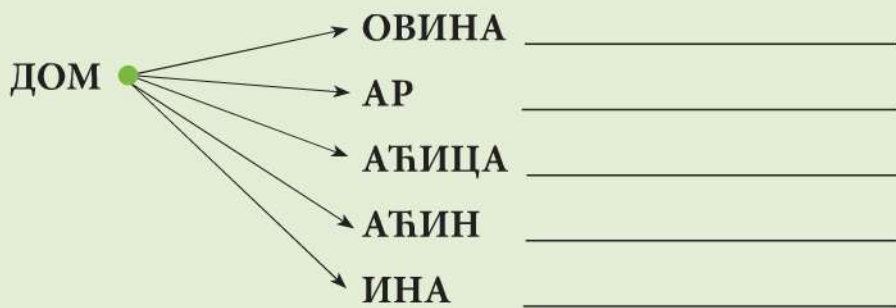 ДОМ
ОВИНА
АР
АЋИЦА
АЋИН
ИНА